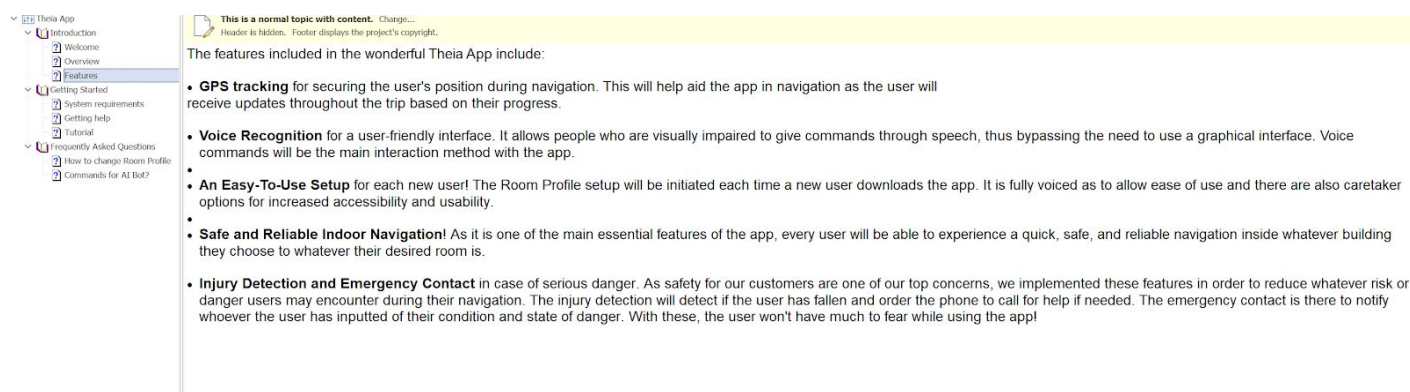 Theia App
Introduction
Welcome
Overview
Features
Getting Started
System requirements
Getting help
Tutorial
Frequently Asked Questions
How to change Room Profile
Commands for AI Bot?
This is a normal topic with content. Change...
Header is hidden. Footer displays the project's copyright.
The features included in the wonderful Theia App include:
• GPS tracking for securing the user's position during navigation. This will help aid the app in navigation as the user will
receive updates throughout the trip based on their progress.
• Voice Recognition for a user-friendly interface. It allows people who are visually impaired to give commands through speech, thus bypassing the need to use a graphical interface. Voice
commands will be the main interaction method with the app.
•
• An Easy-To-Use Setup for each new user! The Room Profile setup will be initiated each time a new user downloads the app. It is fully voiced as to allow ease of use and there are also caretaker
options for increased accessibility and usability.
•
• Safe and Reliable Indoor Navigation! As it is one of the main essential features of the app, every user will be able to experience a quick, safe, and reliable navigation inside whatever building
they choose to whatever their desired room is.
• Injury Detection and Emergency Contact in case of serious danger. As safety for our customers are one of our top concerns, we implemented these features in order to reduce whatever risk or
danger users may encounter during their navigation. The injury detection will detect if the user has fallen and order the phone to call for help if needed. The emergency contact is there to notify
whoever the user has inputted of their condition and state of danger. With these, the user won't have much to fear while using the app!